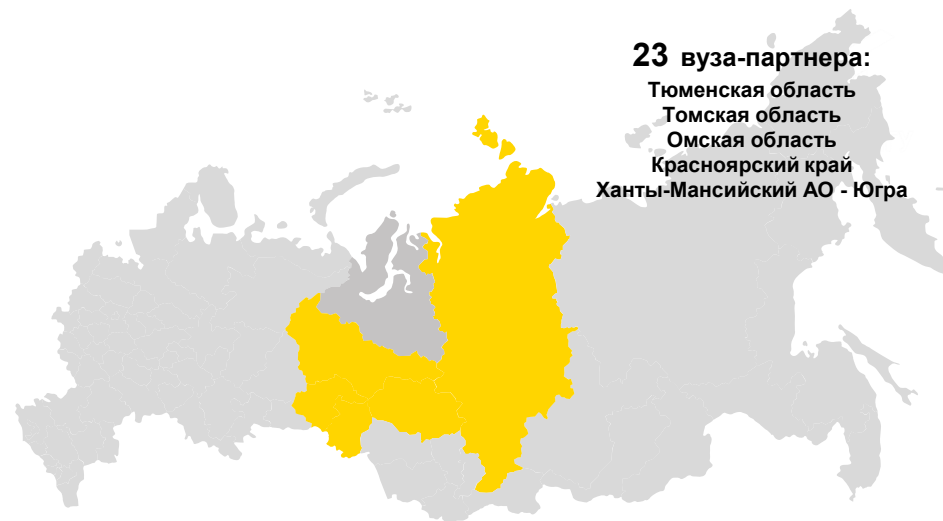 23 вуза-партнера:
Тюменская область
Томская область
Омская область
Красноярский край
Ханты-Мансийский АО - Югра